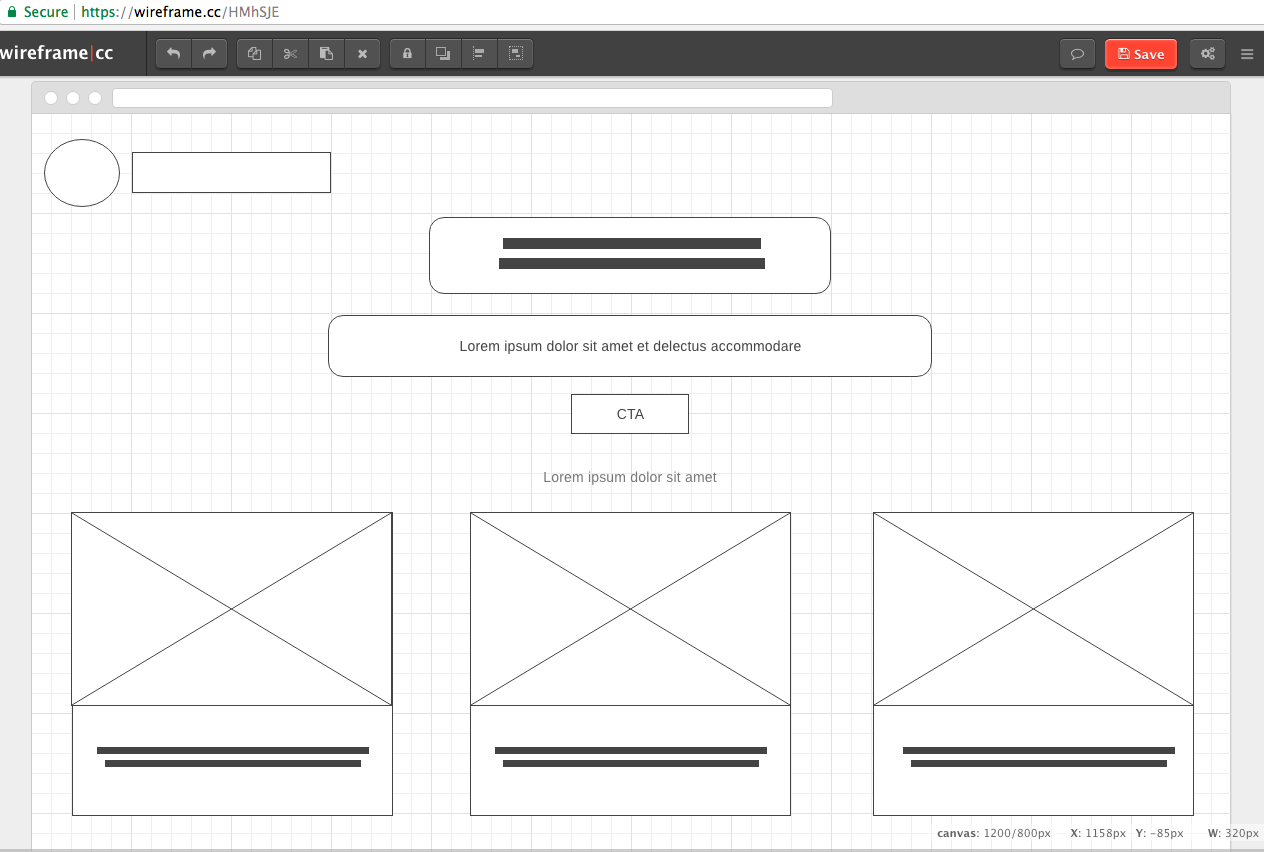 Secure https://wireframe.cc/HMhSJE
wireframe|cc
Save
Lorem ipsum dolor sit amet et delectus accommodare
CTA
Lorem ipsum dolor sit amet
canvas: 1200/800px X: 1158px Y: -85px W: 320px